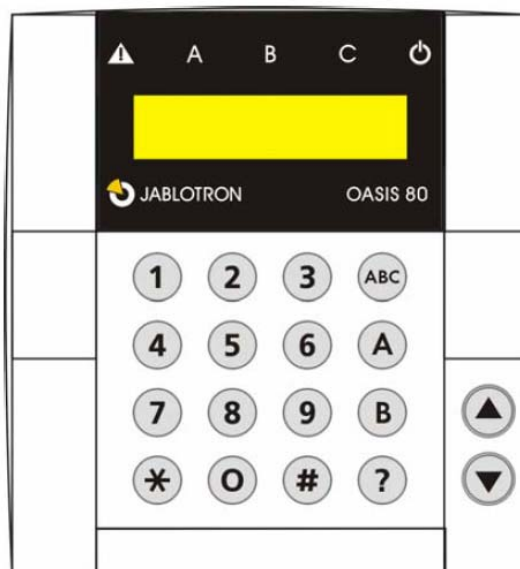 A B C
JABLOTRON OASIS 80
1 2 3 ABC
4 5 6 A
7 8 9 B
* 0 # ?